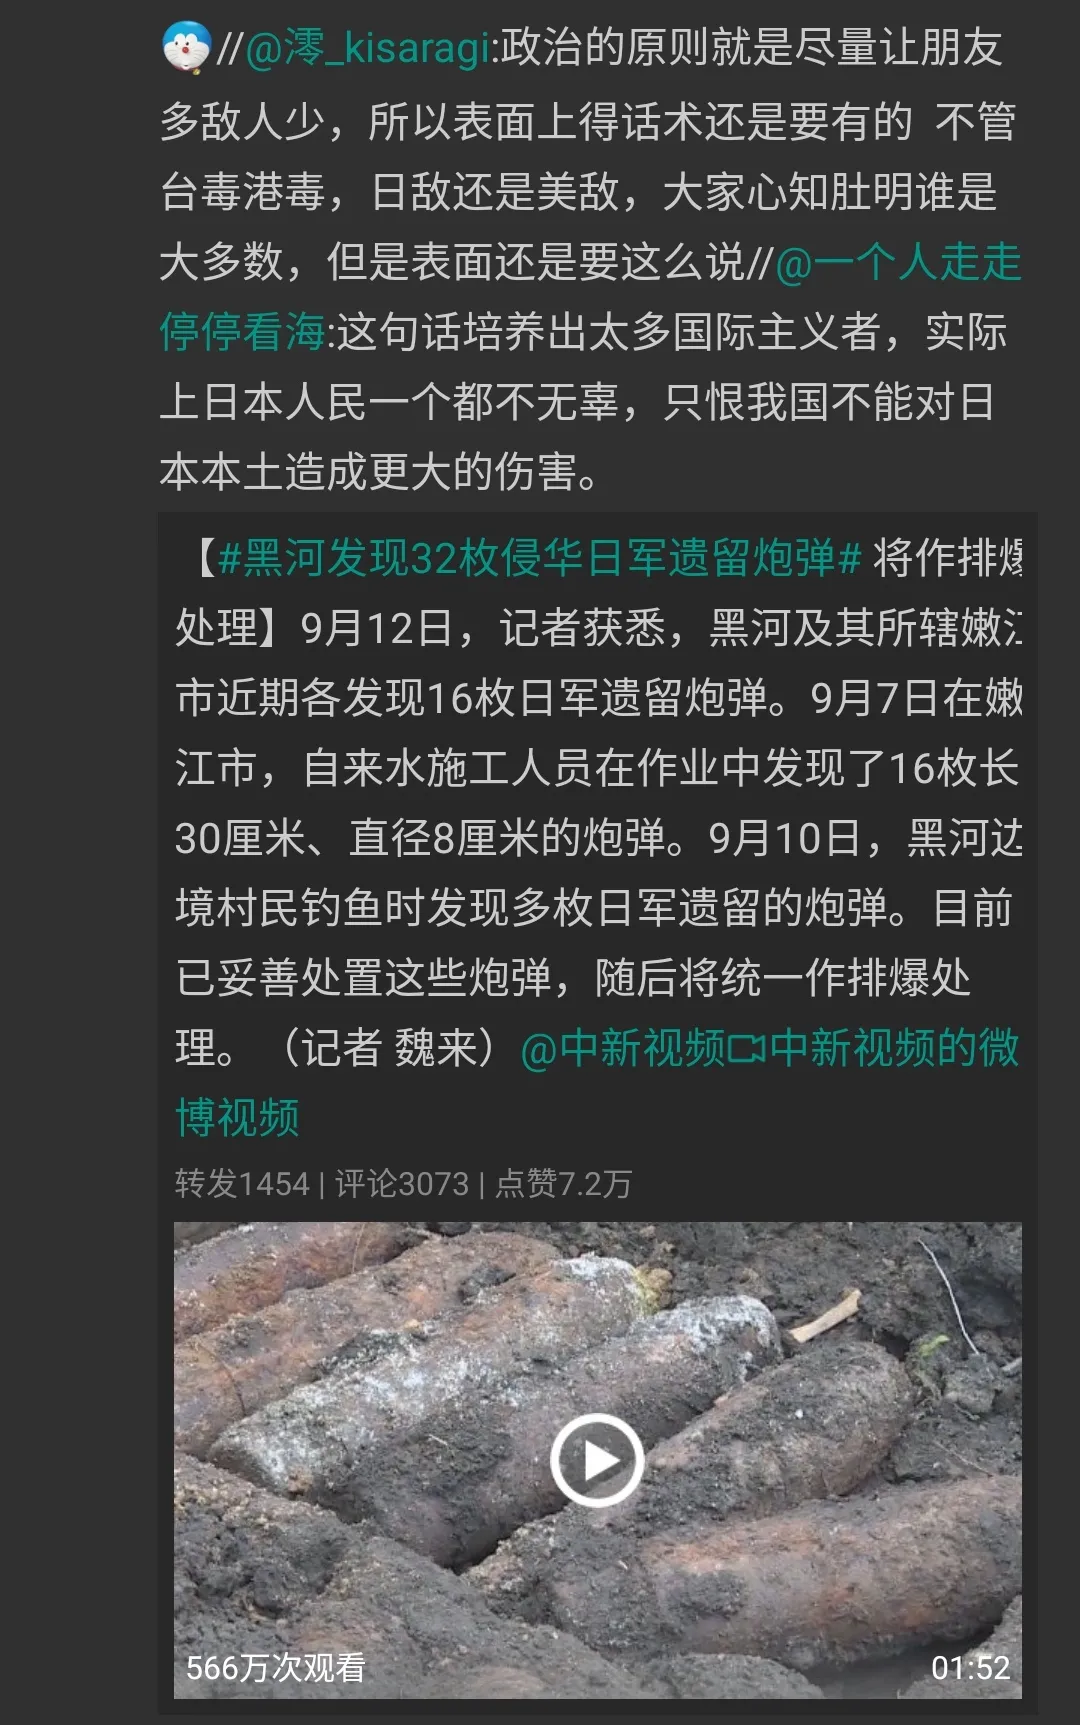 //@澪_kisaragi:政治的原则就是尽量让朋友
多敌人少，所以表面上得话术还是要有的 不管
台毒港毒，日敌还是美敌，大家心知肚明谁是
大多数，但是表面还是要这么说//@一个人走走
停停看海:这句话培养出太多国际主义者，实际
上日本人民一个都不无辜，只恨我国不能对日
本本土造成更大的伤害。
【#黑河发现32枚侵华日军遗留炮弹# 将作排爆
处理】9月12日，记者获悉，黑河及其所辖嫩江
市近期各发现16枚日军遗留炮弹。9月7日在嫩
江市，自来水施工人员在作业中发现了16枚长
30厘米、直径8厘米的炮弹。9月10日，黑河边
境村民钓鱼时发现多枚日军遗留的炮弹。目前
已妥善处置这些炮弹，随后将统一作排爆处
理。（记者 魏来）@中新视频中新视频的微
博视频
转发1454 | 评论3073 | 点赞7.2万
566万次观看 01:52